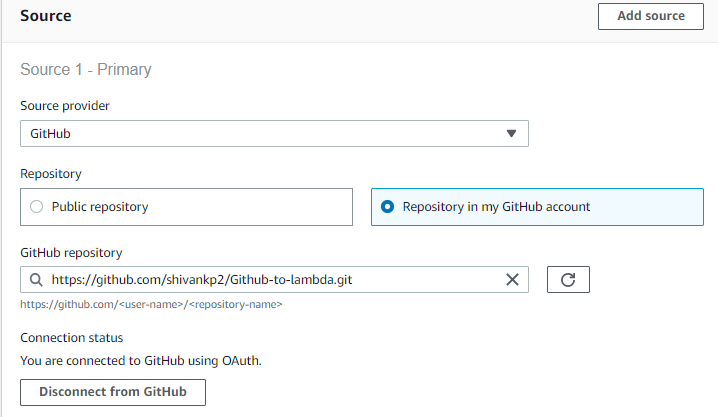 Source
Add source
Source 1 - Primary
Source provider
GitHub
Repository
Public repository
Repository in my GitHub account
GitHub repository
https://github.com/shivankp2/Github-to-lambda.git
https://github.com/<user-name>/<repository-name>
Connection status
You are connected to GitHub using OAuth.
Disconnect from GitHub